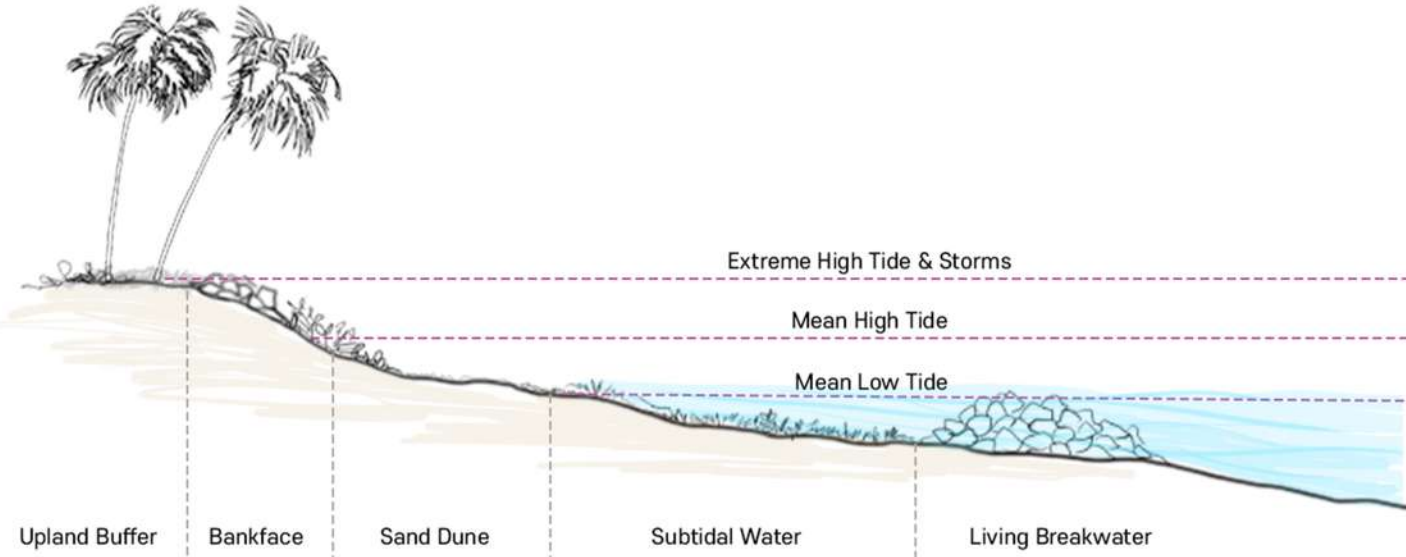 Extreme High Tide & Storms
Mean High Tide
Mean Low Tide
Upland Buffer
Bankface
Sand Dune
Subtidal Water
Living Breakwater